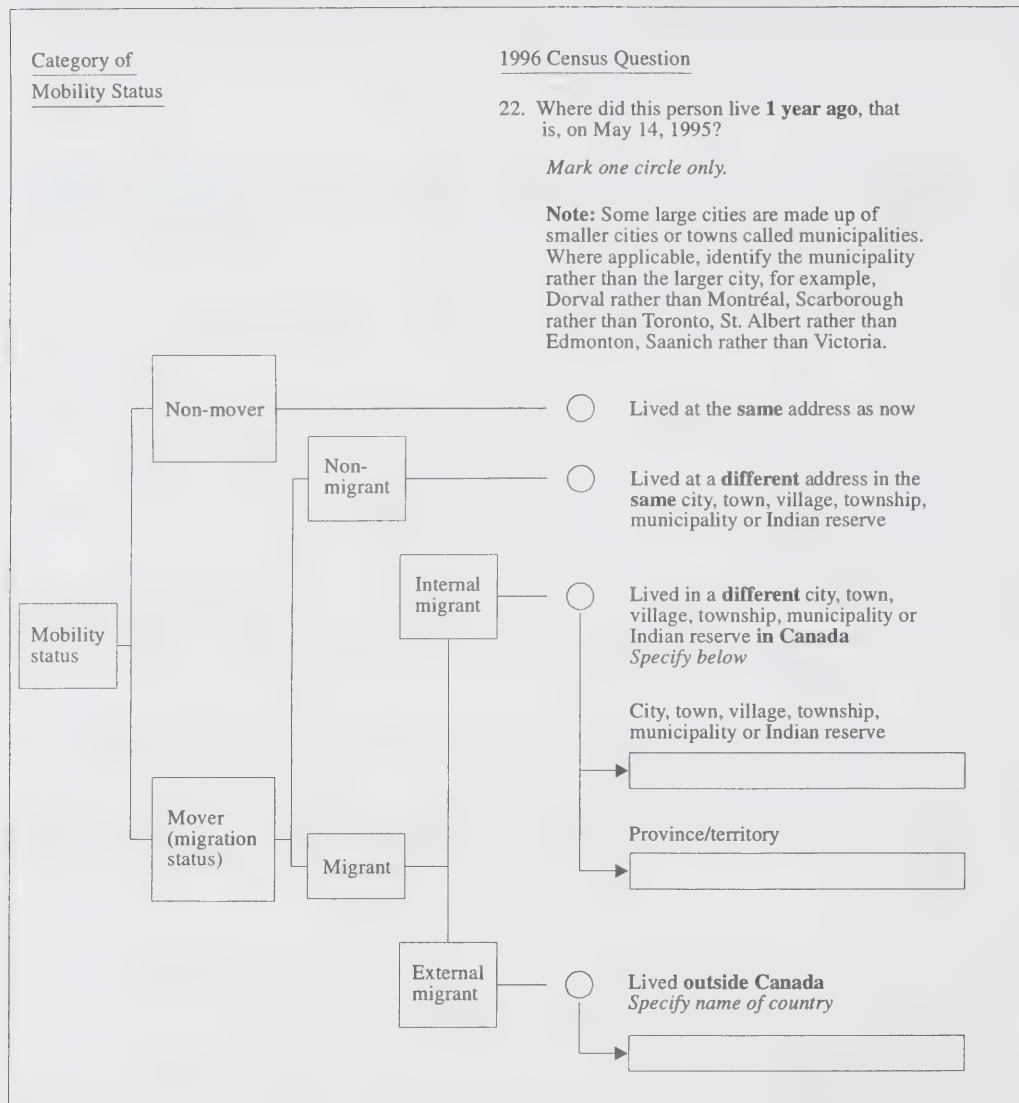 Category of
Mobility Status
1996 Census Question
22. Where did this person live 1 year ago, that
is, on May 14, 1995?
Mark one circle only.
Note: Some large cities are made up of
smaller cities or towns called municipalities.
Where applicable, identify the municipality
rather than the larger city, for example,
Dorval rather than Montréal, Scarborough
rather than Toronto, St. Albert rather than
Edmonton, Saanich rather than Victoria.
Non-mover
Lived at the same address as now
Non-
migrant
Lived at a different address in the
same city, town, village, township,
municipality or Indian reserve
Internal
migrant
Lived in a different city, town,
village, township, municipality or
Indian reserve in Canada
Specify below
Mobility
status
City, town, village, township,
municipality or Indian reserve
Mover
(migration
status)
Migrant
Province/territory
External
migrant
Lived outside Canada
Specify name of country